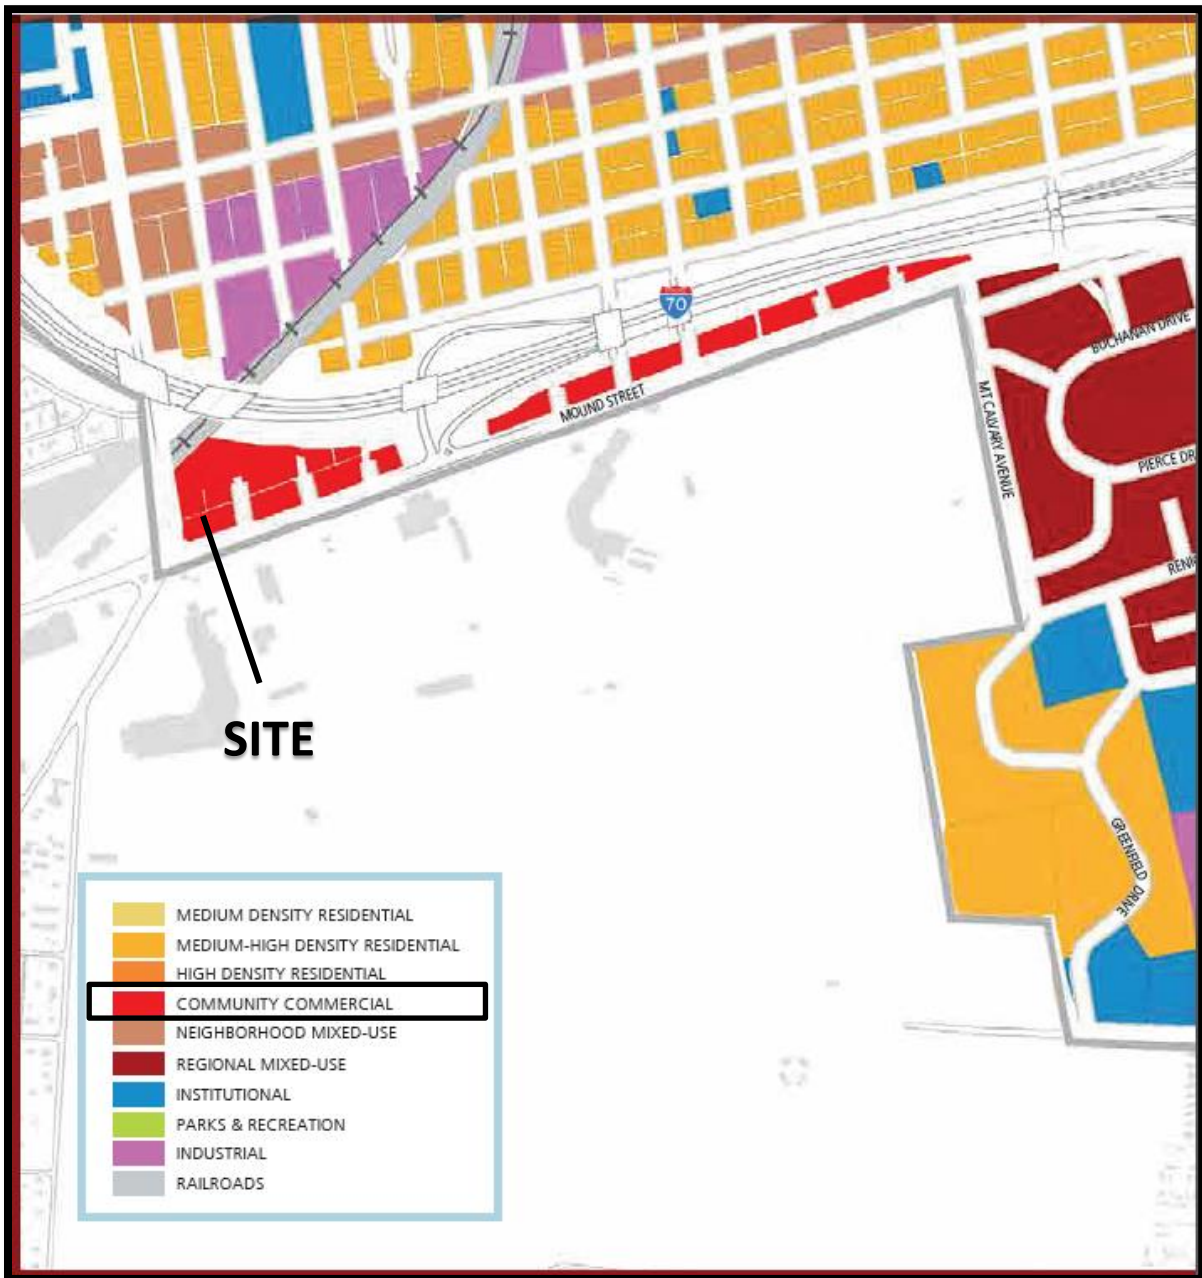 70
BUCHANAN DRIVE
MOUND STREET
MT CALVARY AVENUE
PIERCE DR
RENN
SITE
GREENFIELD DRIVE
MEDIUM DENSITY RESIDENTIAL
MEDIUM-HIGH DENSITY RESIDENTIAL
HIGH DENSITY RESIDENTIAL
COMMUNITY COMMERCIAL
NEIGHBORHOOD MIXED-USE
REGIONAL MIXED-USE
INSTITUTIONAL
PARKS & RECREATION
INDUSTRIAL
RAILROADS